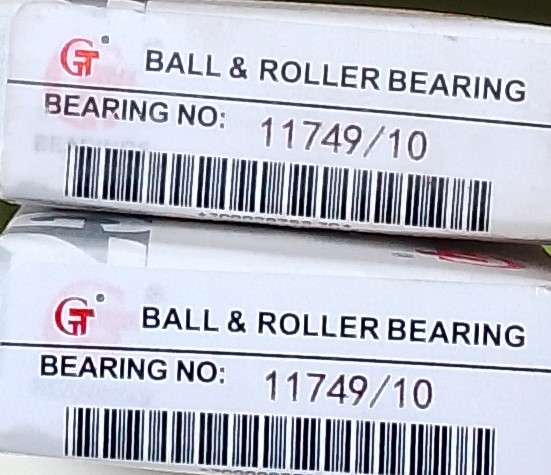 GT
BALL & ROLLER BEARING
BEARING NO: 11749/10
GT
BALL & ROLLER BEARING
BEARING NO: 11749/10